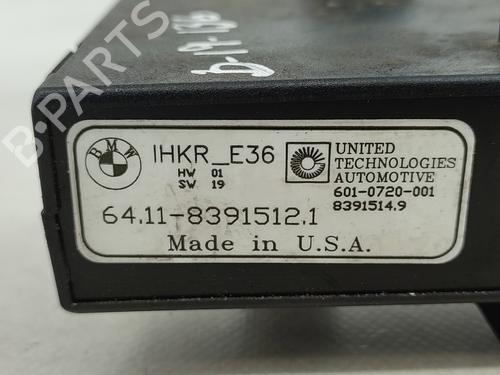 B-PARTS
BMW
IHKR_E36
HW 01
SW 19
UNITED
TECHNOLOGIES
AUTOMOTIVE
601-0720-001
8391514.9
64.11-8391512.1
Made in U.S.A.